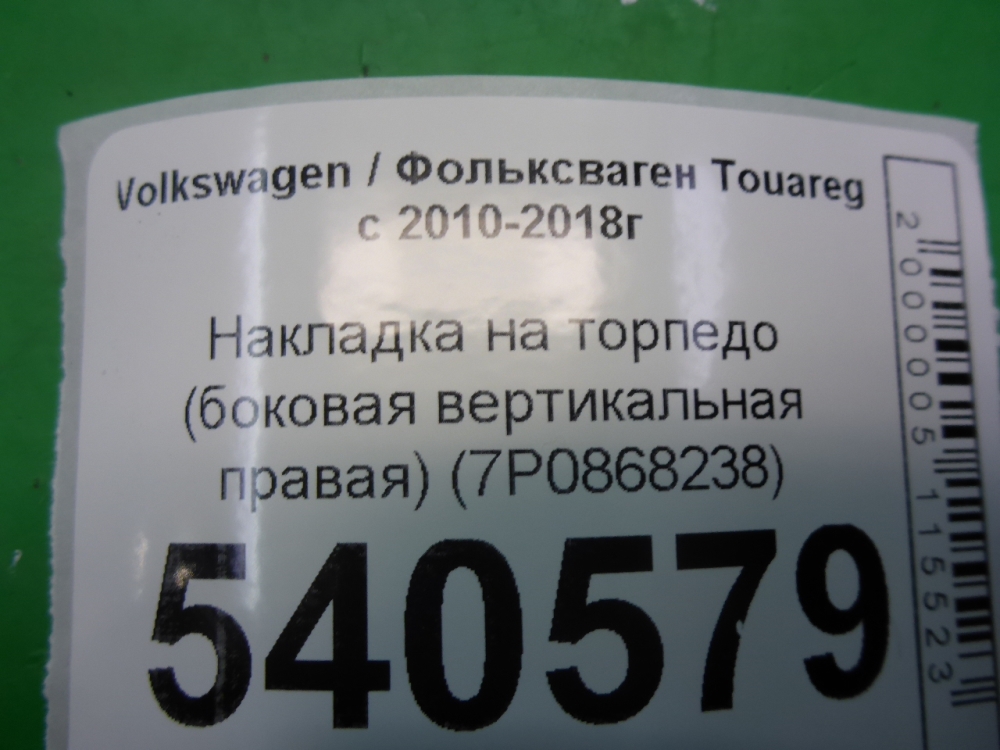 Volkswagen / Фольксваген Touareg
с 2010-2018г
Накладка на торпедо
(боковая вертикальная
правая) (7P0868238)
540579
2000005115523